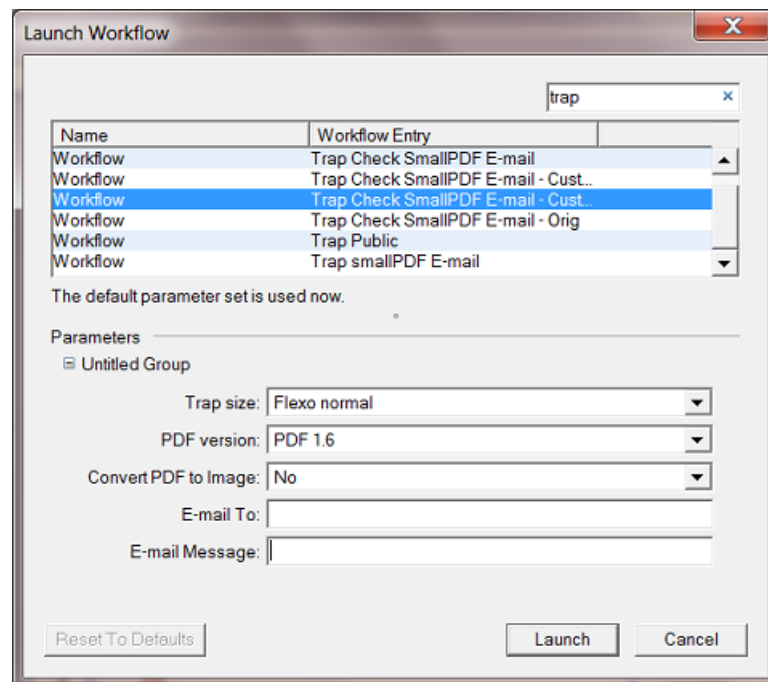 Launch Workflow
trap
Name Workflow Entry
Workflow Trap Check SmallPDF E-mail
Workflow Trap Check SmallPDF E-mail - Cust...
Workflow Trap Check SmallPDF E-mail - Cust...
Workflow Trap Check SmallPDF E-mail - Orig
Workflow Trap Public
Workflow Trap smallPDF E-mail
The default parameter set is used now.
Parameters
Untitled Group
Trap size: Flexo normal
PDF version: PDF 1.6
Convert PDF to Image: No
E-mail To:
E-mail Message:
Reset To Defaults Launch Cancel